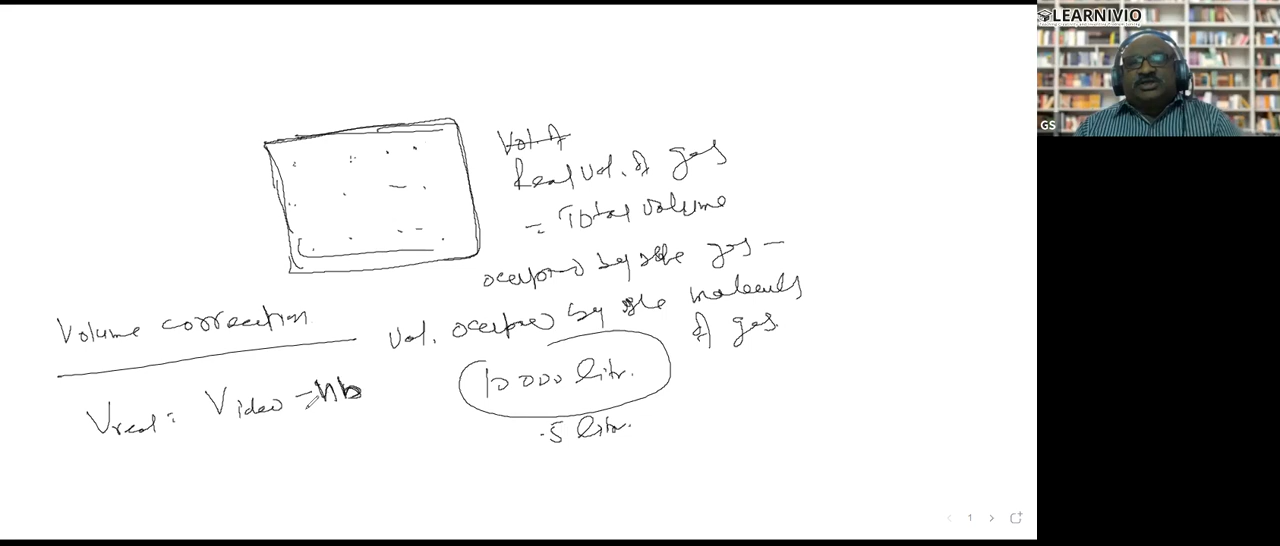 LEARNIVIO
GS
Vol. of
Real vol. of gas
= Total volume
occupied by the gas –
vol. occupied by the molecules
of gas.
Volume correction
10000 litr.
.5 litr.
Vreal = Videal – nb
1